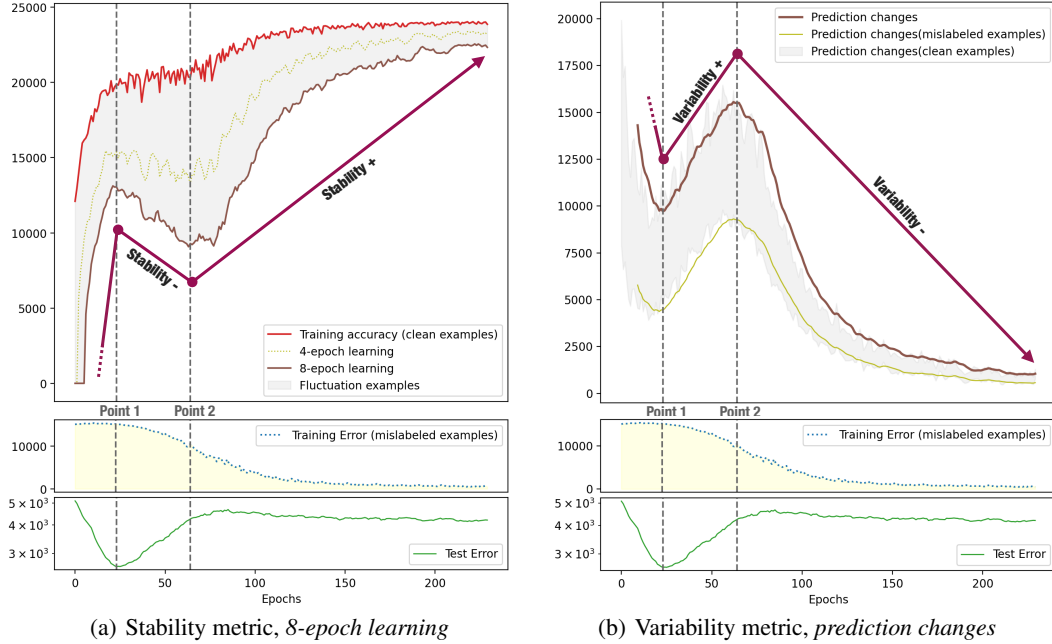 25000
20000
15000
10000
5000
0
Stability -
Stability +
Training accuracy (clean examples)
4-epoch learning
8-epoch learning
Fluctuation examples
Point 1
Point 2
10000
0
Training Error (mislabeled examples)
5 × 10³
4 × 10³
3 × 10³
Test Error
0 50 100 150 200
Epochs
(a) Stability metric, 8-epoch learning
20000
17500
15000
12500
10000
7500
5000
2500
0
Variability +
Variability -
Prediction changes
Prediction changes(mislabeled examples)
Prediction changes(clean examples)
Point 1
Point 2
10000
0
Training Error (mislabeled examples)
5 × 10³
4 × 10³
3 × 10³
Test Error
0 50 100 150 200
Epochs
(b) Variability metric, prediction changes